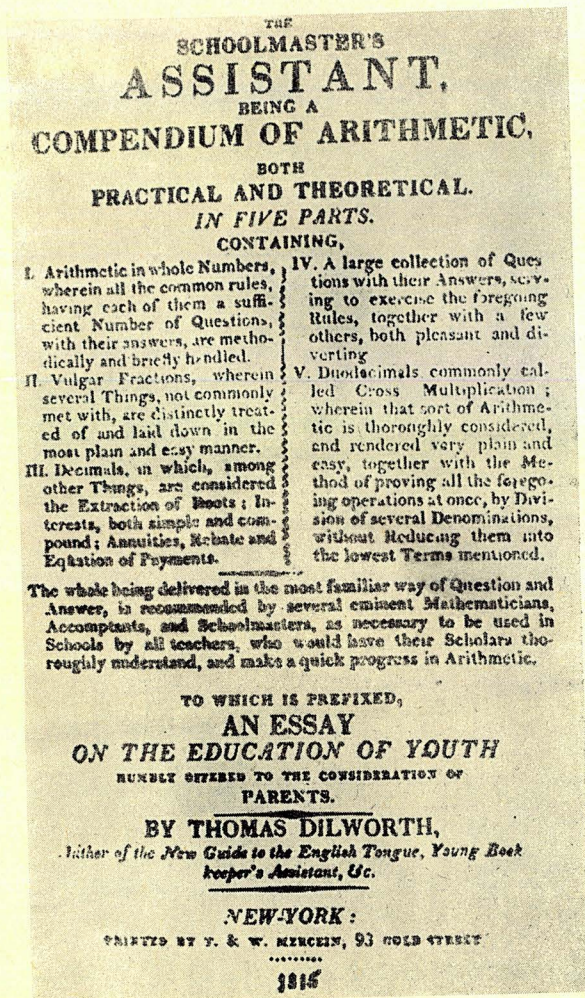 THE
SCHOOLMASTER'S
ASSISTANT,
BEING A
COMPENDIUM OF ARITHMETIC,
BOTH
PRACTICAL AND THEORETICAL.
IN FIVE PARTS.
CONTAINING,
I. Arithmetic in whole Numbers,
wherein all the common rules,
having each of them a suffi-
cient Number of Questions,
with their answers, are metho-
dically and briefly handled.
II. Vulgar Fractions, wherein
several Things, not commonly
met with, are distinctly treat-
ed of and laid down in the
most plain and easy manner.
III. Decimals, in which, among
other Things, are considered
the Extraction of Roots; In-
terests, both simple and com-
pound; Annuities, Rebate and
Eqtation of Payments.
IV. A large collection of Ques
tions with their Answers, serv-
ing to exercise the foregoing
Rules, together with a few
others, both pleasant and di-
verting
V. Duodecimals commonly cal-
led Cross Multiplication;
wherein that sort of Arithme-
tic is thoroughly considered,
and rendered very plain and
easy, together with the Me-
thod of proving all the forego-
ing operations at once, by Divi-
sion of several Denominations,
without Reducing them into
the lowest Terms mentioned.
The whole being delivered in the most familiar way of Question and
Answer, is recommended by several eminent Mathematicians,
Accomptants, and Schoolmasters, as necessary to be used in
Schools by all teachers, who would have their Scholars tho-
roughly understand, and make a quick progress in Arithmetic.
TO WHICH IS PREFIXED,
AN ESSAY
ON THE EDUCATION OF YOUTH
HUMBLY OFFERED TO THE CONSIDERATION OF
PARENTS.
BY THOMAS DILWORTH,
Author of the New Guide to the English Tongue, Young Book
keeper's Assistant, &c.
NEW-YORK:
PRINTED BY T. & W. MERCEIN, 93 GOLD STREET